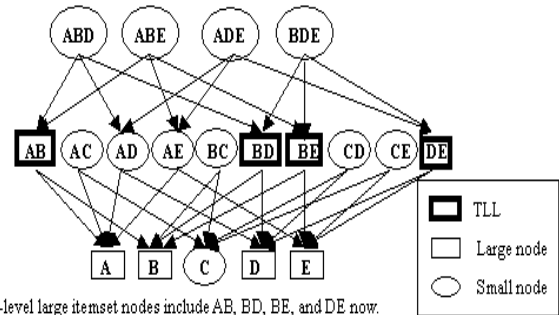 ABD ABE ADE BDE
AB AC AD AE BC BD BE CD CE DE
A B C D E
TLL
Large node
Small node
-level large itemset nodes include AB, BD, BE, and DE now.